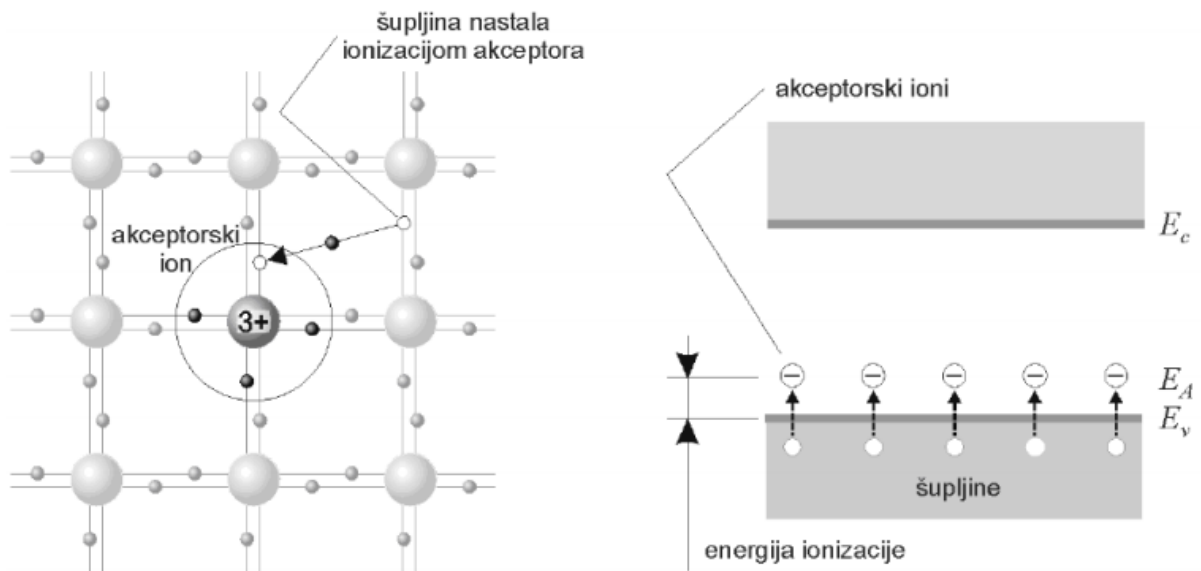 šupljina nastala
ionizacijom akceptora
akceptorski
ion
3+
akceptorski ioni
E_c
E_A
E_v
šupljine
energija ionizacije